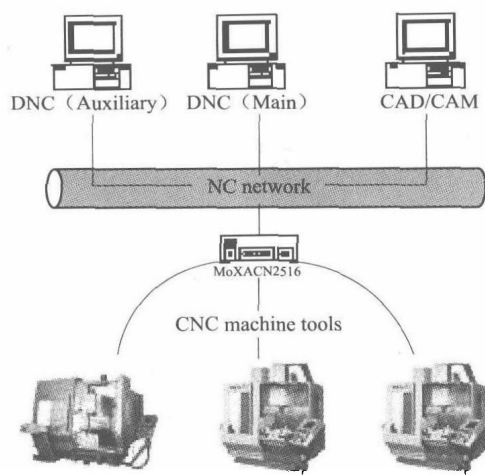 DNC（Auxiliary） DNC（Main） CAD/CAM
NC network
MoXACN2516
CNC machine tools